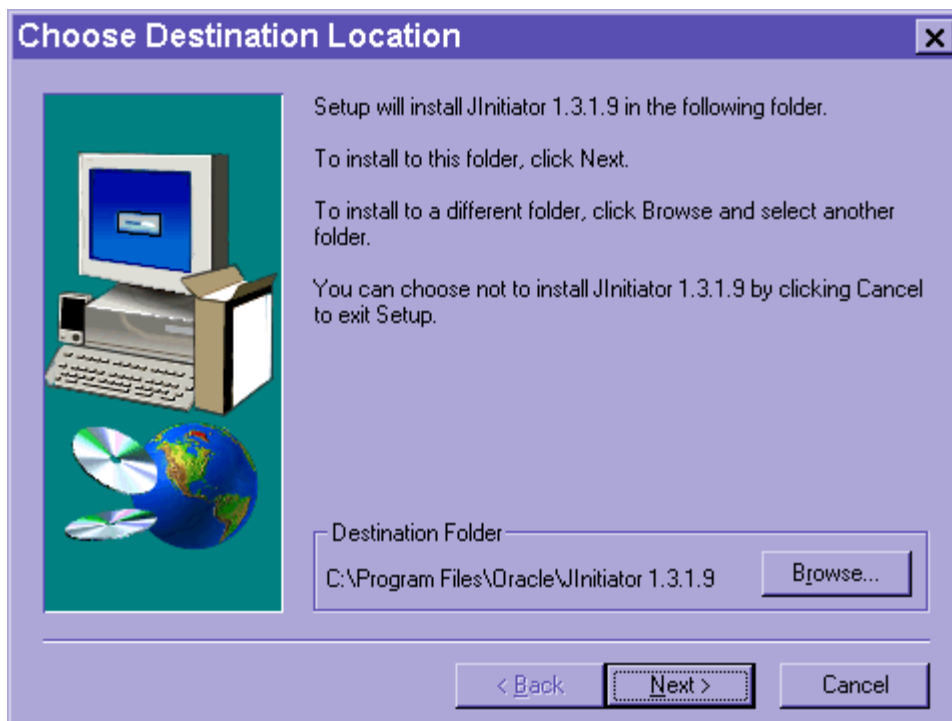 Choose Destination Location
Setup will install JInitiator 1.3.1.9 in the following folder.
To install to this folder, click Next.
To install to a different folder, click Browse and select another
folder.
You can choose not to install JInitiator 1.3.1.9 by clicking Cancel
to exit Setup.
Destination Folder
C:\Program Files\Oracle\JInitiator 1.3.1.9
Browse...
< Back
Next >
Cancel